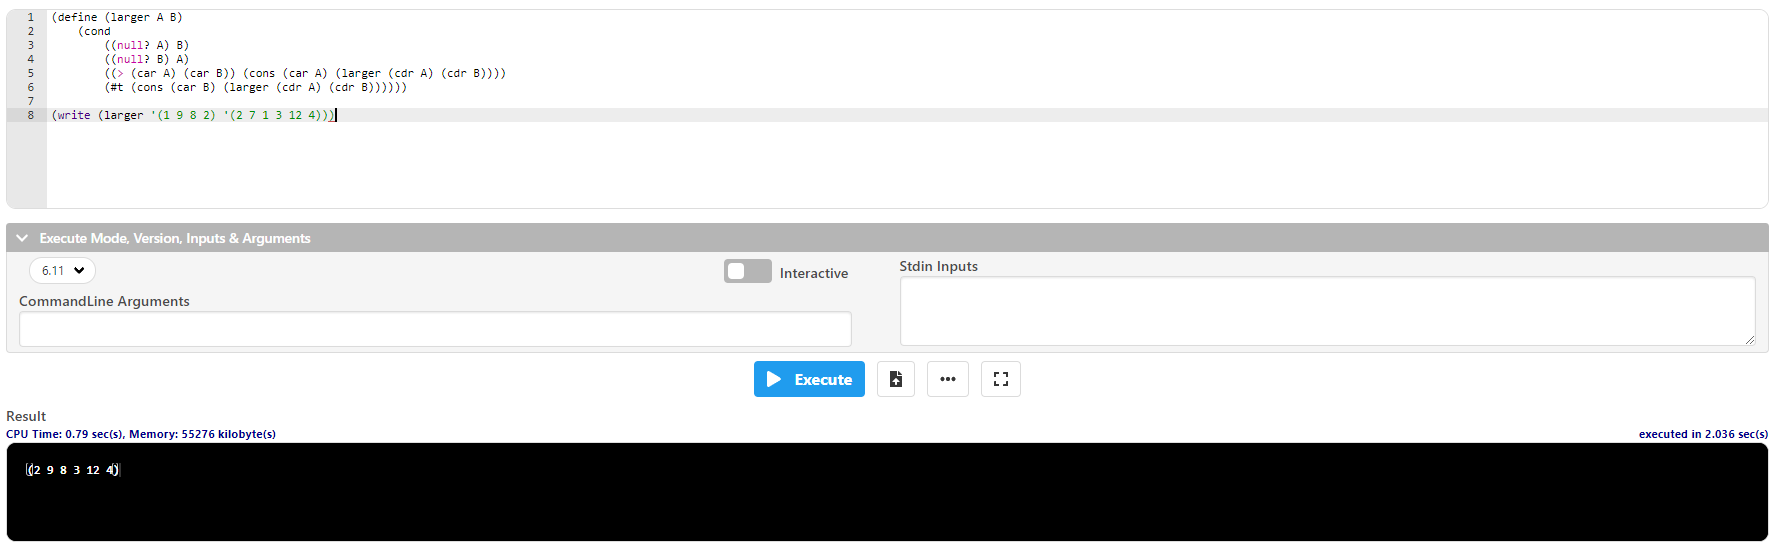 1 (define (larger A B)
2 (cond
3 ((null? A) B)
4 ((null? B) A)
5 ((> (car A) (car B)) (cons (car A) (larger (cdr A) (cdr B))))
6 (#t (cons (car B) (larger (cdr A) (cdr B))))))
7
8 (write (larger '(1 9 8 2) '(2 7 1 3 12 4)))
Execute Mode, Version, Inputs & Arguments
6.11
Interactive
Stdin Inputs
CommandLine Arguments
Execute
Result
CPU Time: 0.79 sec(s), Memory: 55276 kilobyte(s)
executed in 2.036 sec(s)
(2 9 8 3 12 4)